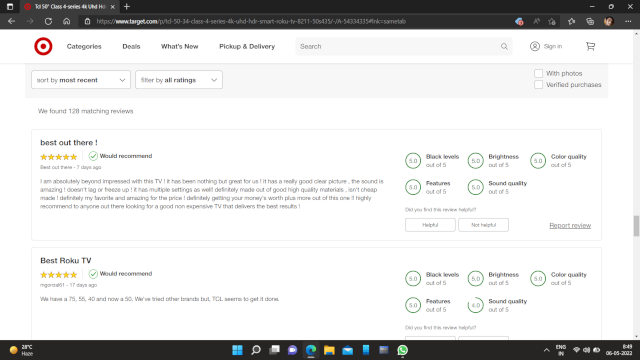 Tcl 50" Class 4-series 4k Uhd Hd
https://www.target.com/p/tcl-50-34-class-4-series-4k-uhd-hdr-smart-roku-tv-8211-50s435/-/A-54334335#lnk=sametab
Categories Deals What's New Pickup & Delivery Search Sign in
sort by most recent filter by all ratings With photos
Verified purchases
We found 128 matching reviews
best out there !
Would recommend
Best out there - 7 days ago
I am absolutely beyond impressed with this TV ! it has been nothing but great for us ! it has a really good clear picture , the sound is
amazing ! doesn't lag or freeze up ! it has multiple settings as well! definitely made out of good high quality materials , isn't cheap
made ! definitely my favorite and amazing for the price ! definitely getting your money's worth plus more out of this one !! highly
recommend to anyone out there looking for a good non expensive TV that delivers the best results !
5.0 Black levels out of 5
5.0 Brightness out of 5
5.0 Color quality out of 5
5.0 Features out of 5
5.0 Sound quality out of 5
Did you find this review helpful?
Helpful Not helpful Report review
Best Roku TV
Would recommend
17 days ago
We have a 75, 55, 40 and now a 50. We've tried other brands but, TCL seems to get it done.
5.0 Black levels out of 5
5.0 Brightness out of 5
5.0 Color quality out of 5
5.0 Features out of 5
4.0 Sound quality out of 5
Did you find this review helpful?
28°C
Haze
ENG
IN
8:49
06-05-2022